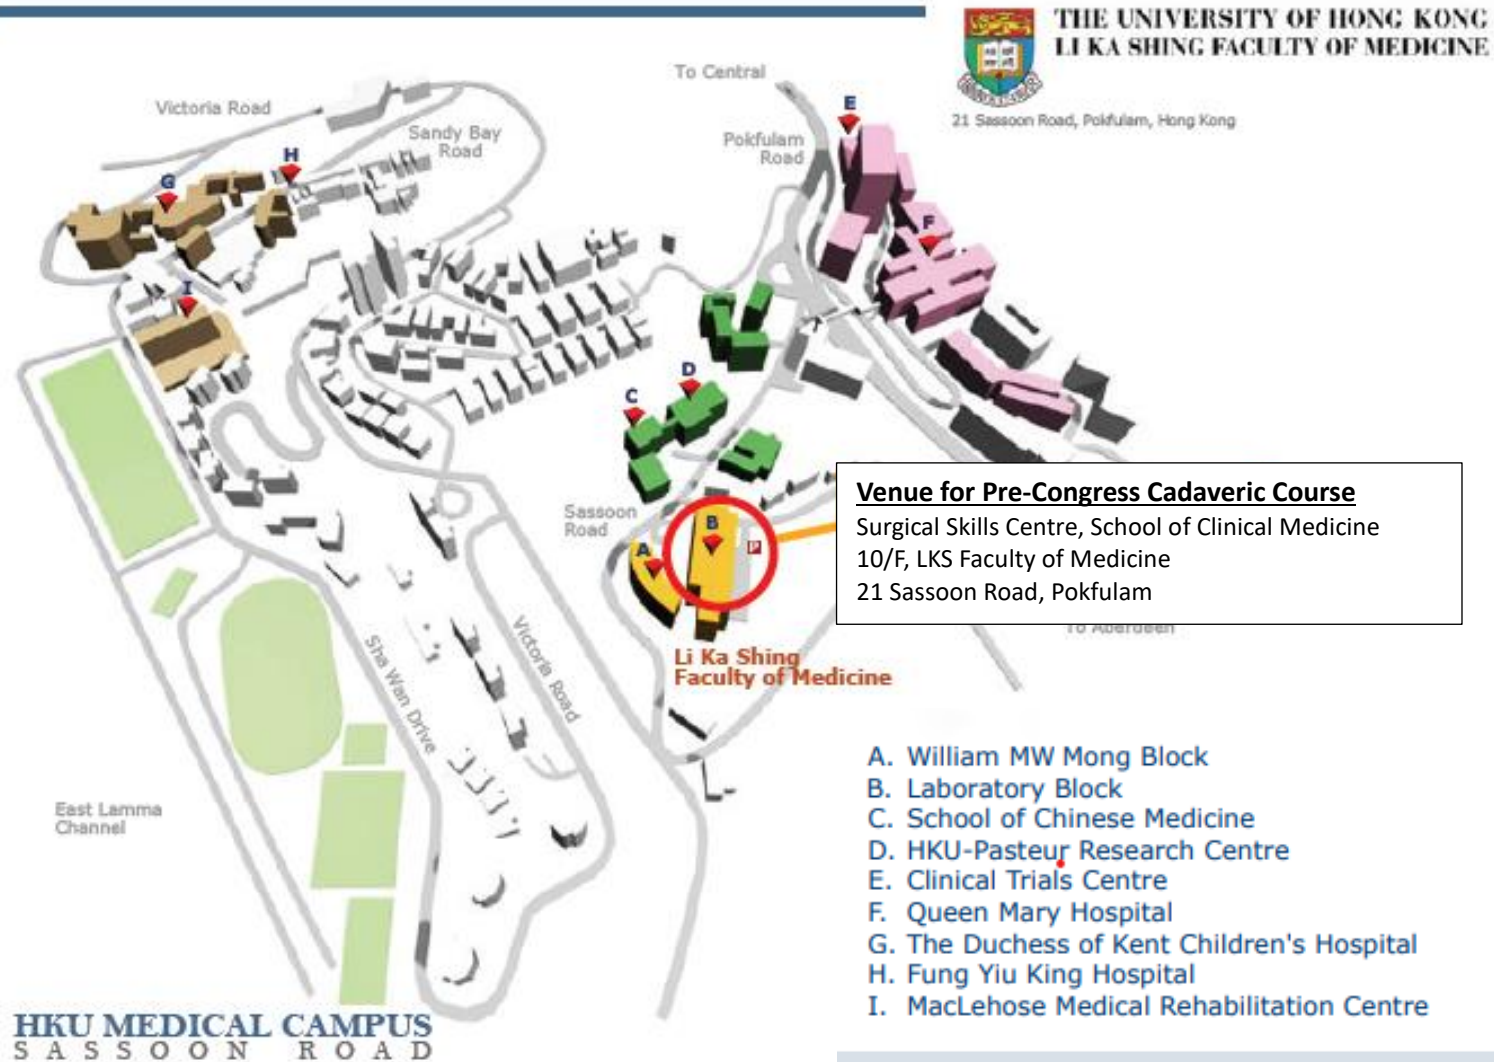 THE UNIVERSITY OF HONG KONG
LI KA SHING FACULTY OF MEDICINE
21 Sassoon Road, Pokfulam, Hong Kong
To Central
Victoria Road
Sandy Bay
Road
Pokfulam
Road
E
H
G
F
I
D
C
Sassoon
Road
B
A
P
Venue for Pre-Congress Cadaveric Course
Surgical Skills Centre, School of Clinical Medicine
10/F, LKS Faculty of Medicine
21 Sassoon Road, Pokfulam
To Aberdeen
Li Ka Shing
Faculty of Medicine
Victoria Road
Sha Wan Drive
East Lamma
Channel
A. William MW Mong Block
B. Laboratory Block
C. School of Chinese Medicine
D. HKU-Pasteur Research Centre
E. Clinical Trials Centre
F. Queen Mary Hospital
G. The Duchess of Kent Children's Hospital
H. Fung Yiu King Hospital
I. MacLehose Medical Rehabilitation Centre
HKU MEDICAL CAMPUS
SASSOON ROAD